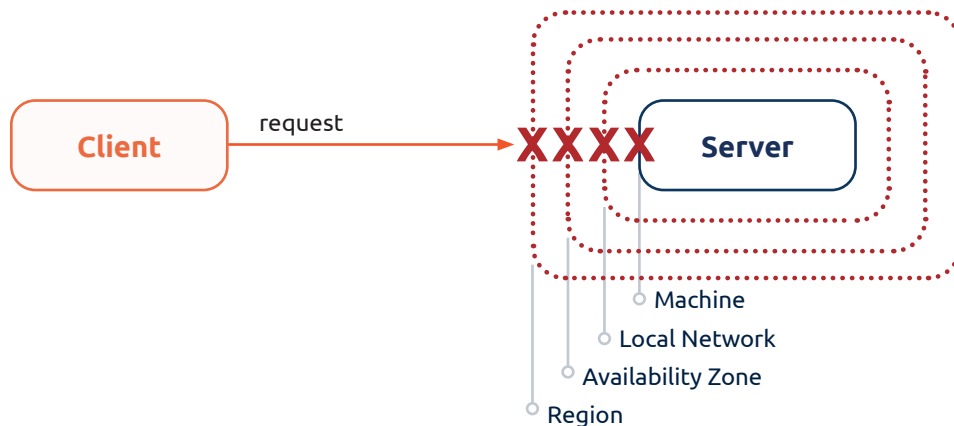 request
Client
X X X X
Server
Machine
Local Network
Availability Zone
Region